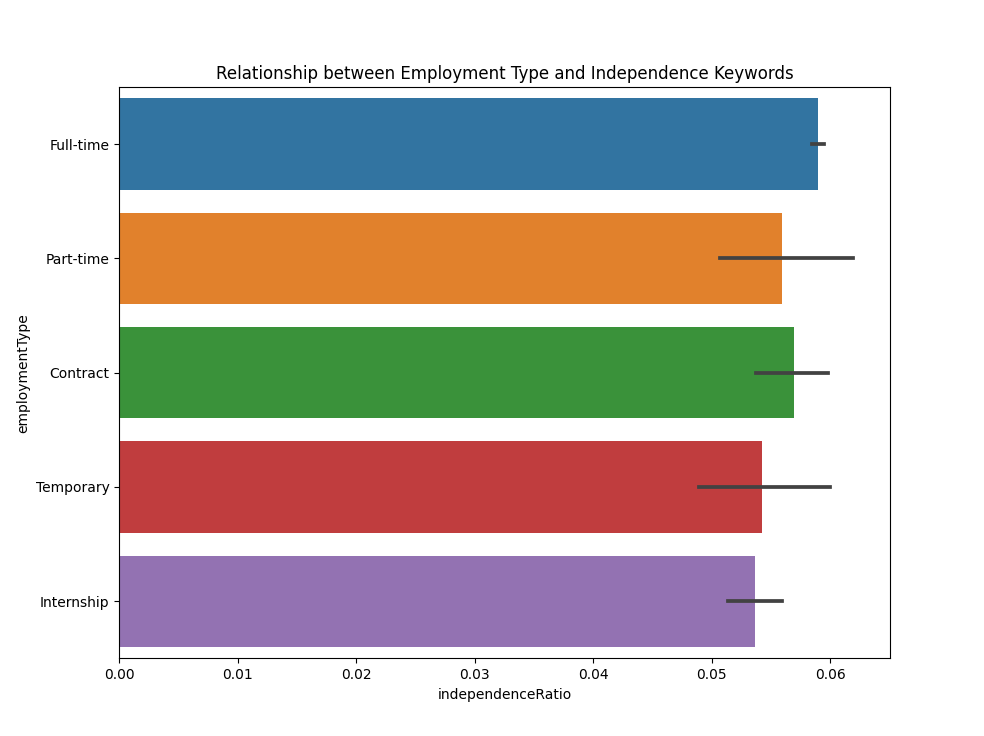 Relationship between Employment Type and Independence Keywords
employmentType
Full-time
Part-time
Contract
Temporary
Internship
0.00 0.01 0.02 0.03 0.04 0.05 0.06
independenceRatio